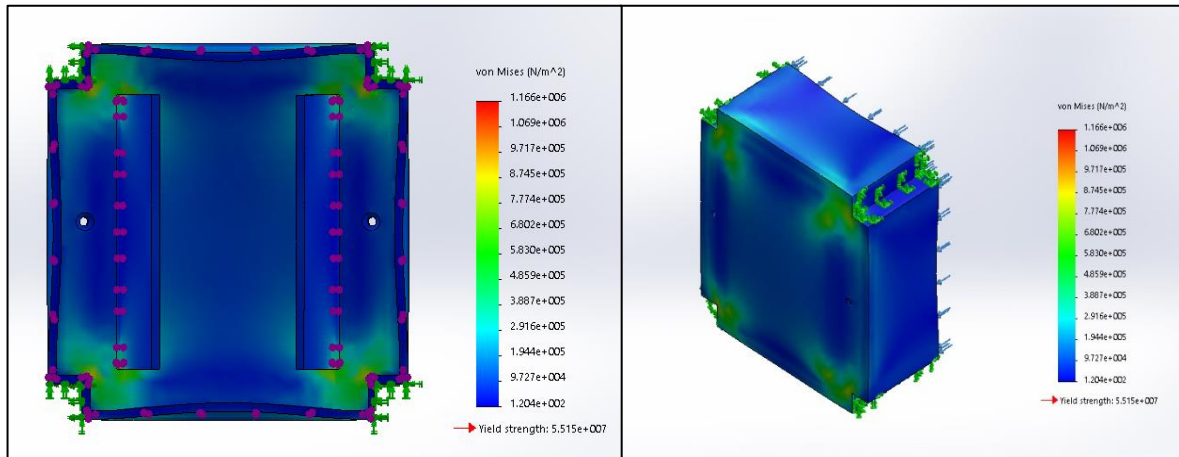 von Mises (N/m^2)
1.166e+006
1.069e+006
9.717e+005
8.745e+005
7.774e+005
6.802e+005
5.830e+005
4.859e+005
3.887e+005
2.916e+005
1.944e+005
9.727e+004
1.204e+002
Yield strength: 5.515e+007
von Mises (N/m^2)
1.166e+006
1.069e+006
9.717e+005
8.745e+005
7.774e+005
6.802e+005
5.830e+005
4.859e+005
3.887e+005
2.916e+005
1.944e+005
9.727e+004
1.204e+002
Yield strength: 5.515e+007